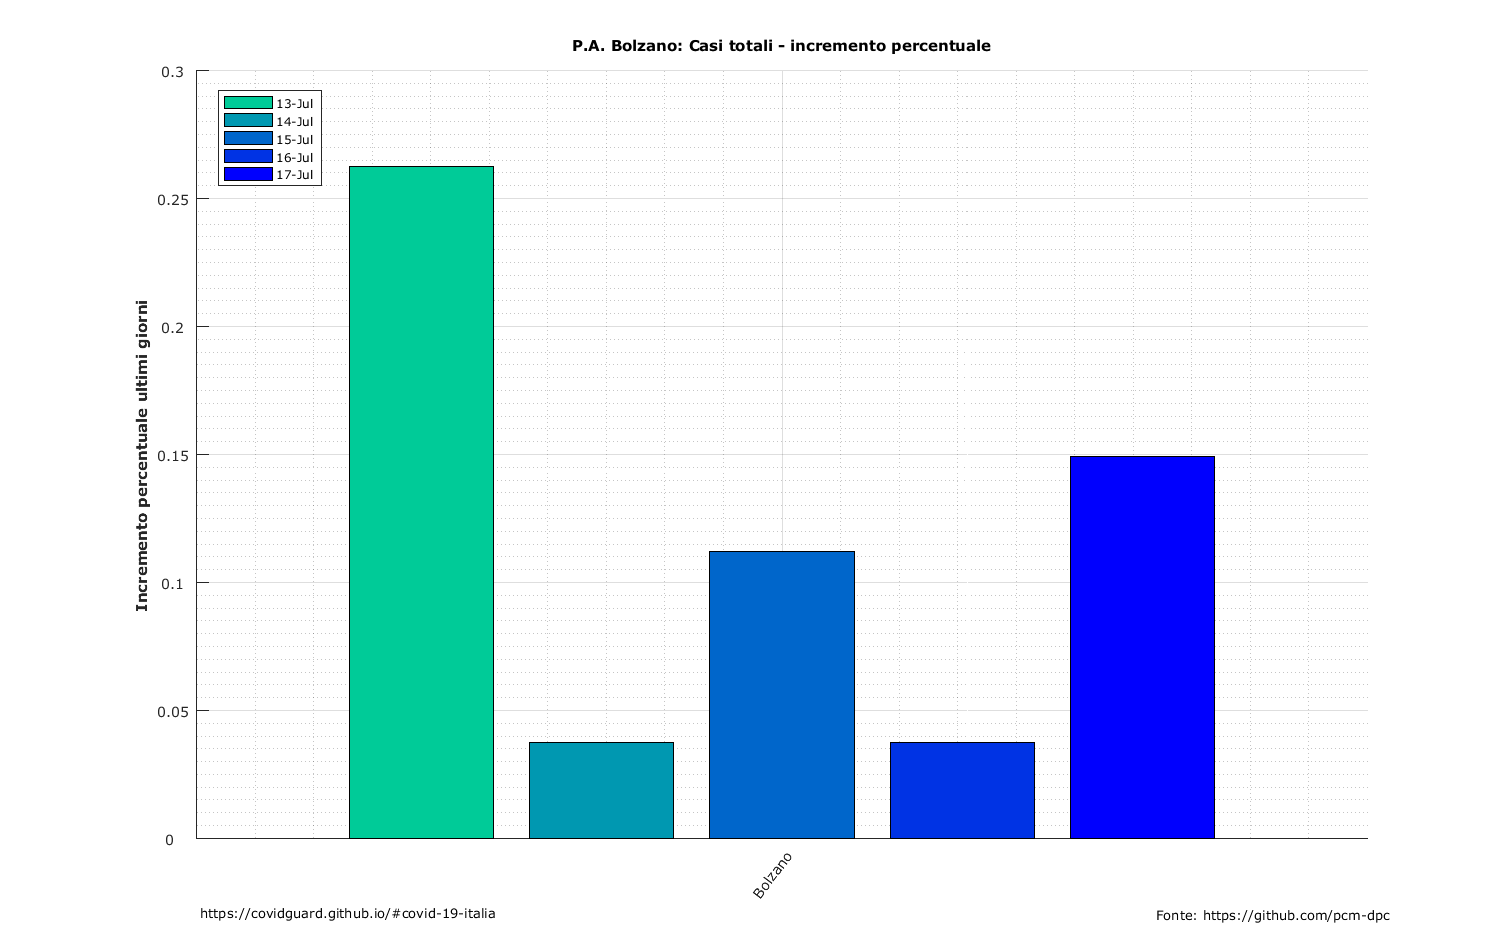 P.A. Bolzano: Casi totali - incremento percentuale
0.3
0.25
0.2
0.15
0.1
0.05
0
Incremento percentuale ultimi giorni
13-Jul
14-Jul
15-Jul
16-Jul
17-Jul
Bolzano
https://covidguard.github.io/#covid-19-italia
Fonte: https://github.com/pcm-dpc